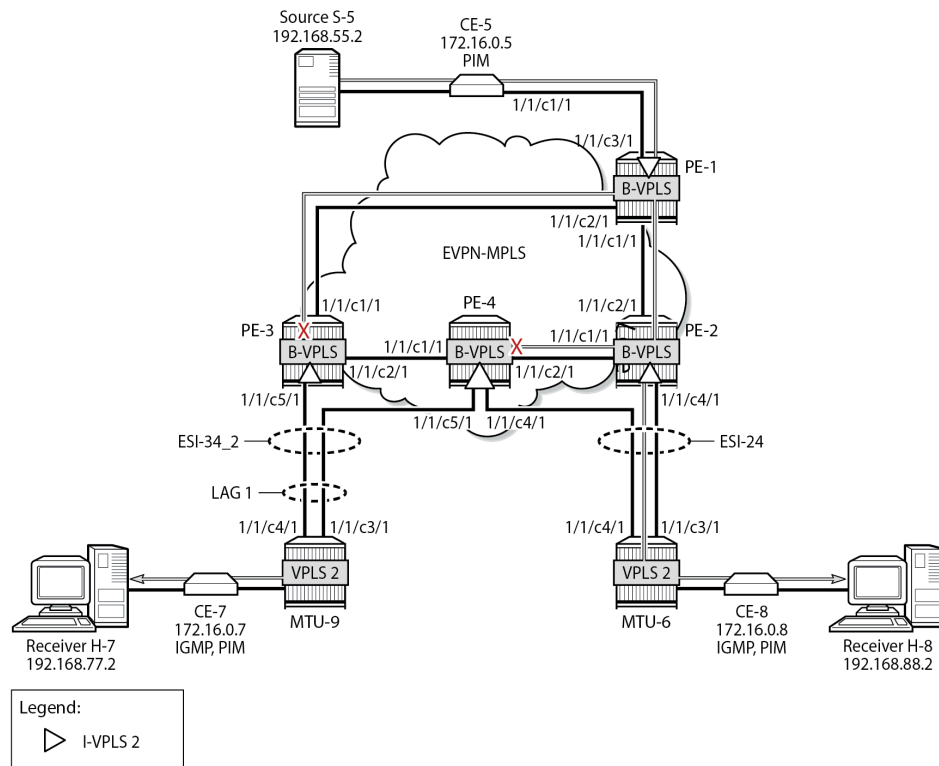 Source S-5
192.168.55.2
CE-5
172.16.0.5
PIM
1/1/c1/1
1/1/c3/1
PE-1
B-VPLS
1/1/c2/1
1/1/c1/1
EVPN-MPLS
1/1/c1/1
PE-4
1/1/c2/1
PE-3
X
1/1/c1/1
PE-2
B-VPLS
1/1/c1/1
B-VPLS
X
B-VPLS
1/1/c2/1
1/1/c2/1
1/1/c5/1
1/1/c4/1
1/1/c5/1
1/1/c4/1
ESI-34_2
ESI-24
LAG 1
1/1/c4/1
1/1/c3/1
1/1/c4/1
1/1/c3/1
VPLS 2
VPLS 2
MTU-9
MTU-6
CE-7
172.16.0.7
IGMP, PIM
CE-8
172.16.0.8
IGMP, PIM
Receiver H-7
192.168.77.2
Receiver H-8
192.168.88.2
Legend:
I-VPLS 2